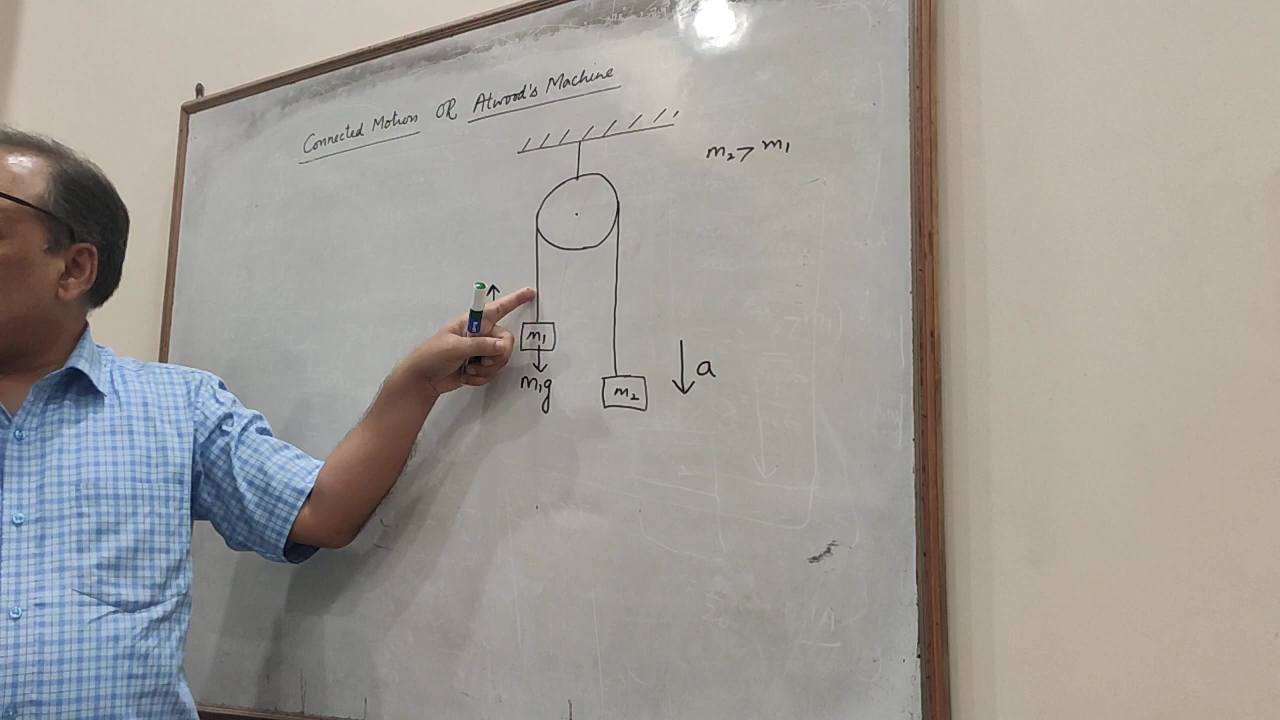 Connected Motion OR Atwood's Machine
m₂ > m₁
m₁
m₁g
m₂
a